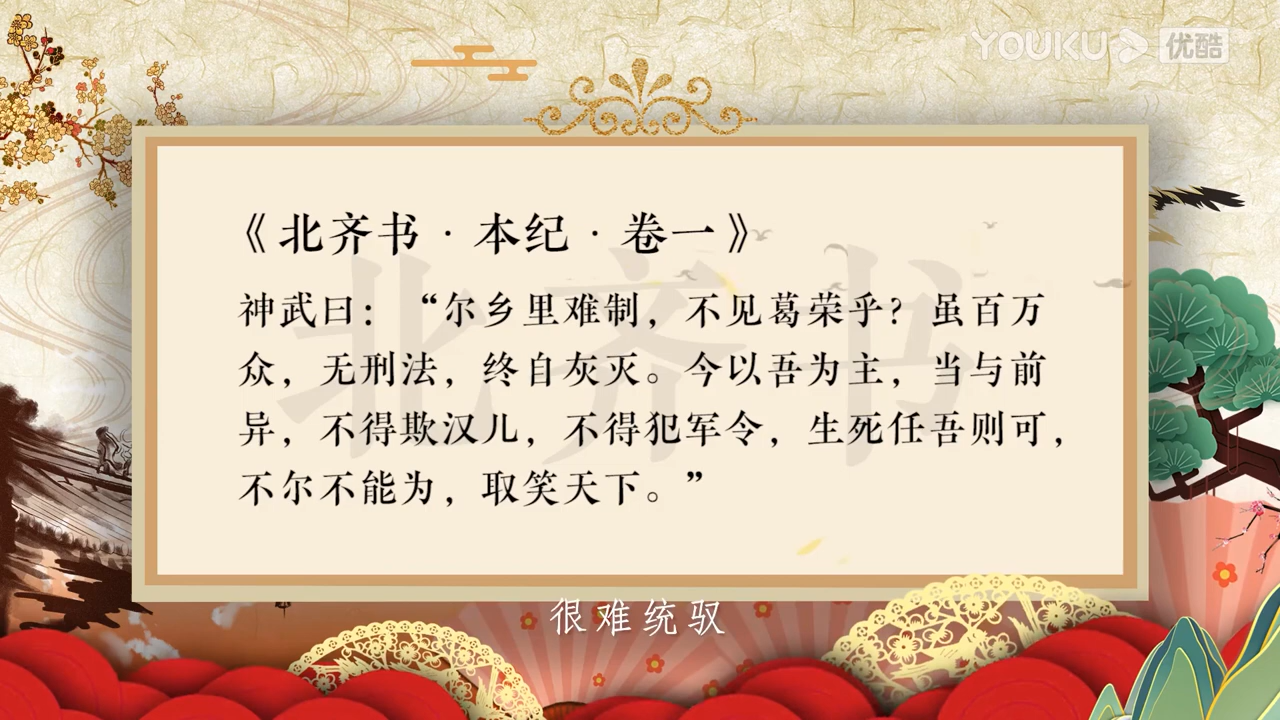 YOUKU 优酷
《北齐书·本纪·卷一》
北齐书
神武曰：“尔乡里难制，不见葛荣乎？虽百万
众，无刑法，终自灰灭。今以吾为主，当与前
异，不得欺汉儿，不得犯军令，生死任吾则可，
不尔不能为，取笑天下。”
很难统驭